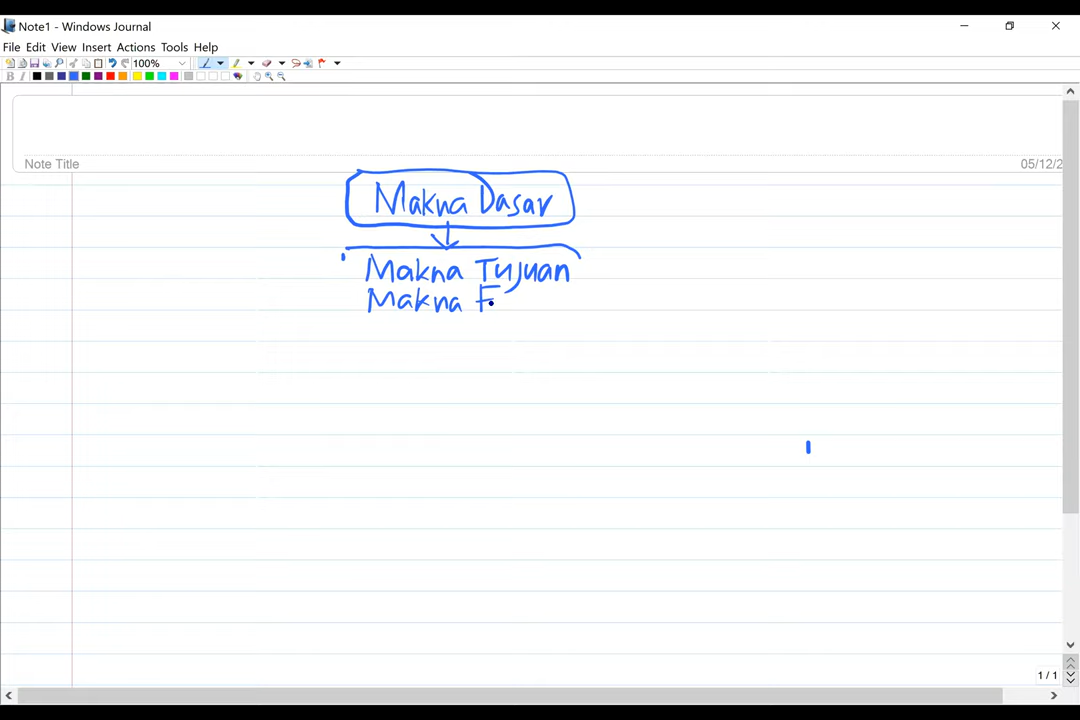 Note1 - Windows Journal
File Edit View Insert Actions Tools Help
100%
B I
Note Title
05/12/2
Makna Dasar
Makna Tujuan
Makna F
1 / 1